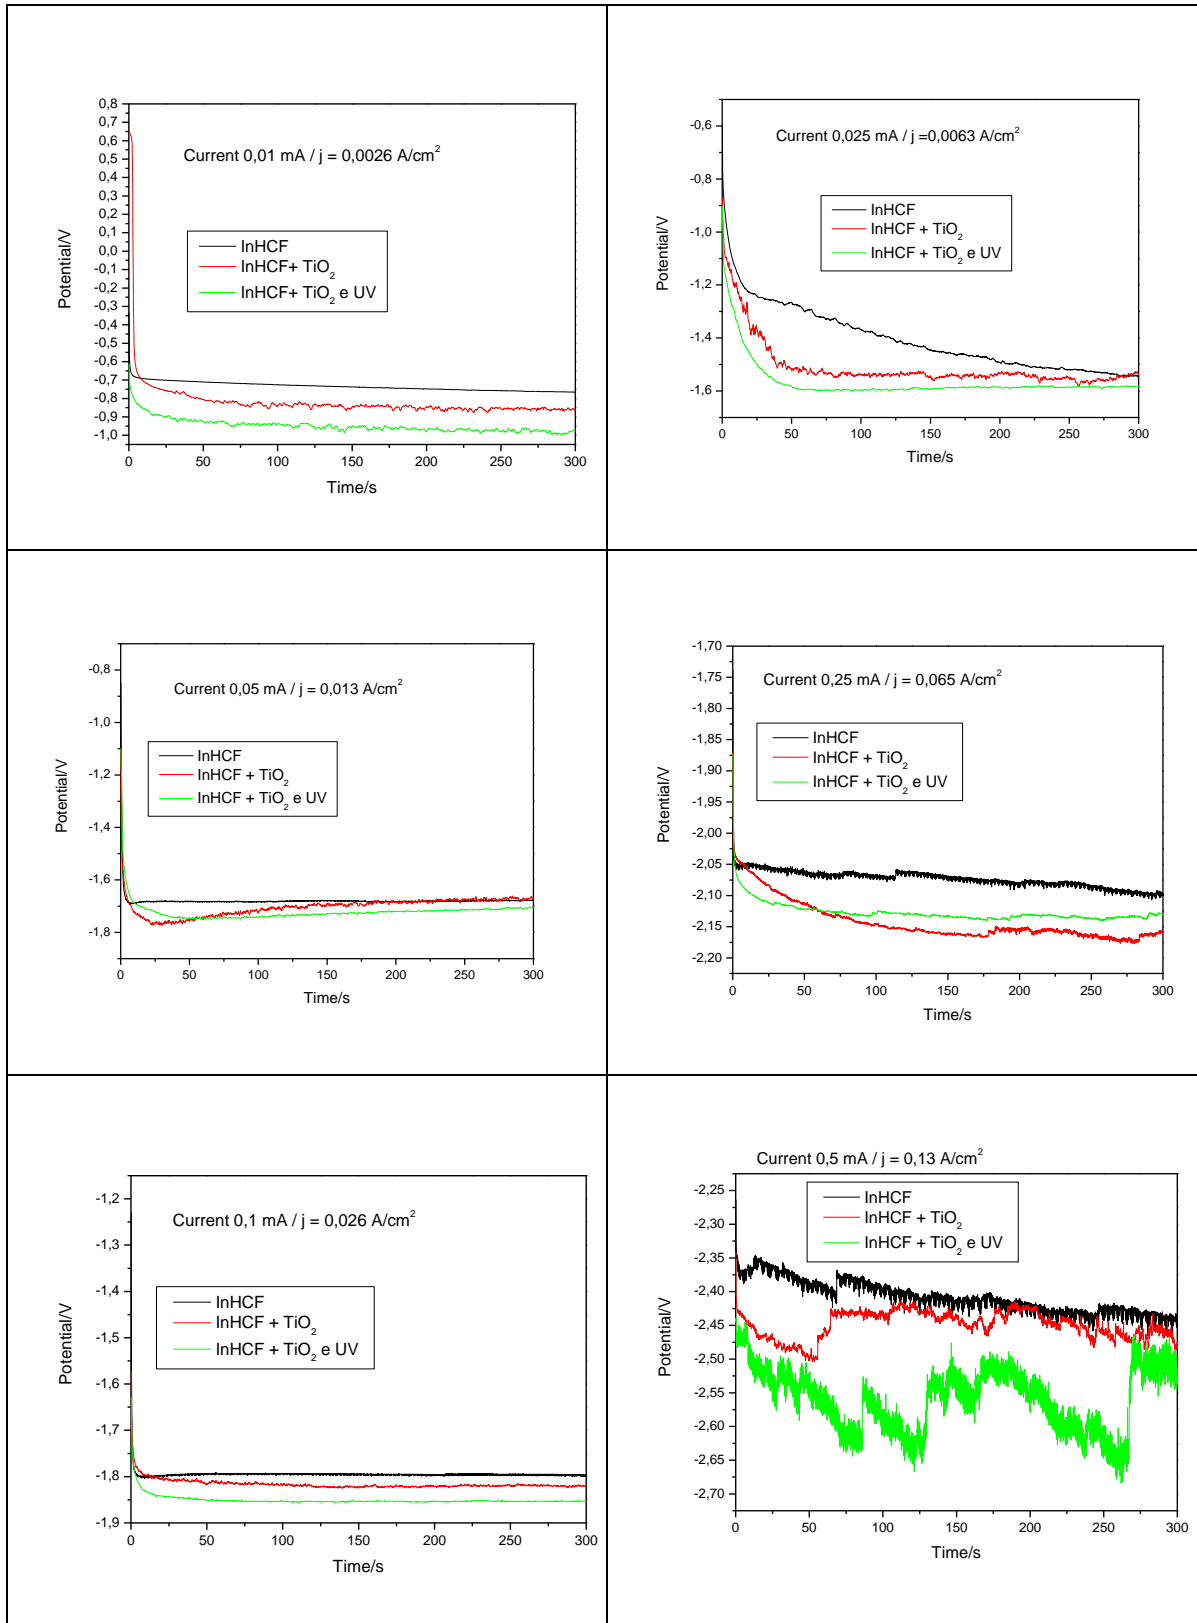 0,8
0,7
0,6
0,5
0,4
0,3
0,2
0,1
0,0
-0,1
-0,2
-0,3
-0,4
-0,5
-0,6
-0,7
-0,8
-0,9
-1,0
Potential/V
Current 0,01 mA / j = 0,0026 A/cm²
InHCF
InHCF+ TiO₂
InHCF+ TiO₂ e UV
0 50 100 150 200 250 300
Time/s
-0,6
-0,8
-1,0
-1,2
-1,4
-1,6
Potential/V
Current 0,025 mA / j =0,0063 A/cm²
InHCF
InHCF + TiO₂
InHCF + TiO₂ e UV
0 50 100 150 200 250 300
Time/s
-0,8
-1,0
-1,2
-1,4
-1,6
-1,8
Potential/V
Current 0,05 mA / j = 0,013 A/cm²
InHCF
InHCF + TiO₂
InHCF + TiO₂ e UV
0 50 100 150 200 250 300
Time/s
-1,70
-1,75
-1,80
-1,85
-1,90
-1,95
-2,00
-2,05
-2,10
-2,15
-2,20
Potential/V
Current 0,25 mA / j = 0,065 A/cm²
InHCF
InHCF + TiO₂
InHCF + TiO₂ e UV
0 50 100 150 200 250 300
Time/s
-1,2
-1,3
-1,4
-1,5
-1,6
-1,7
-1,8
-1,9
Potential/V
Current 0,1 mA / j = 0,026 A/cm²
InHCF
InHCF + TiO₂
InHCF + TiO₂ e UV
0 50 100 150 200 250 300
Time/s
Current 0,5 mA / j = 0,13 A/cm²
-2,25
-2,30
-2,35
-2,40
-2,45
-2,50
-2,55
-2,60
-2,65
-2,70
Potential/V
InHCF
InHCF + TiO₂
InHCF + TiO₂ e UV
0 50 100 150 200 250 300
Time/s